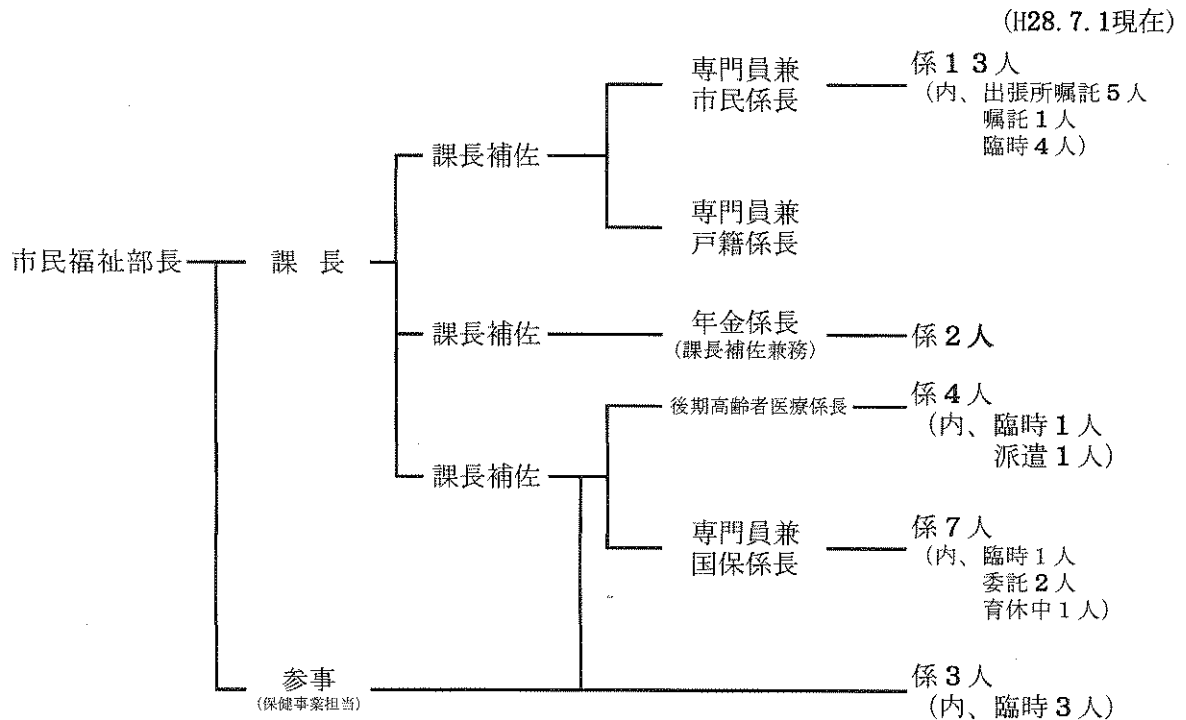 (H28.7.1現在)
専門員兼
市民係長
係13人
(内、出張所嘱託5人
嘱託1人
臨時4人)
課長補佐
専門員兼
戸籍係長
市民福祉部長
課 長
課長補佐
年金係長
(課長補佐兼務)
係2人
後期高齢者医療係長
係4人
(内、臨時1人
派遣1人)
課長補佐
専門員兼
国保係長
係7人
(内、臨時1人
委託2人
育休中1人)
参事
(保健事業担当)
係3人
(内、臨時3人)